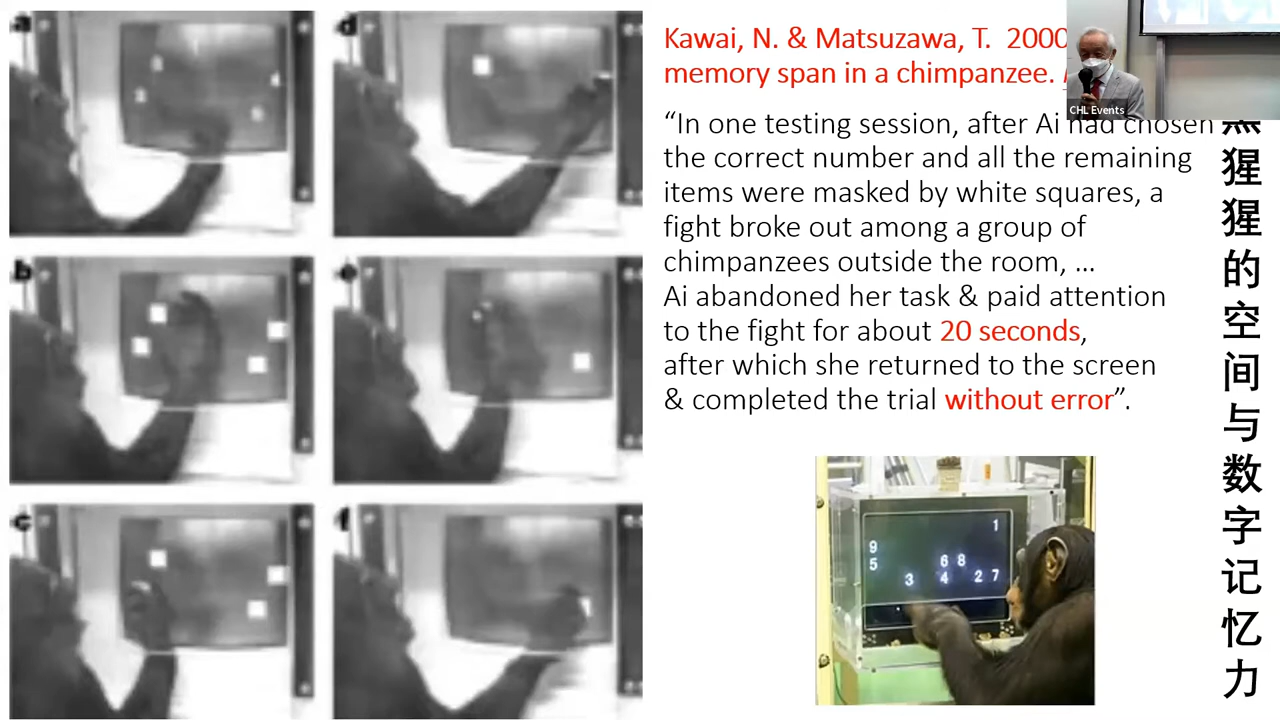 a
d
b
e
c
f
Kawai, N. & Matsuzawa, T. 2000
memory span in a chimpanzee.
CHL Events
“In one testing session, after Ai had chosen
the correct number and all the remaining
items were masked by white squares, a
fight broke out among a group of
chimpanzees outside the room, ...
Ai abandoned her task & paid attention
to the fight for about 20 seconds,
after which she returned to the screen
& completed the trial without error”.
1
9
5
6 8
3
4
2 7
猩猩的空间与数字记忆力